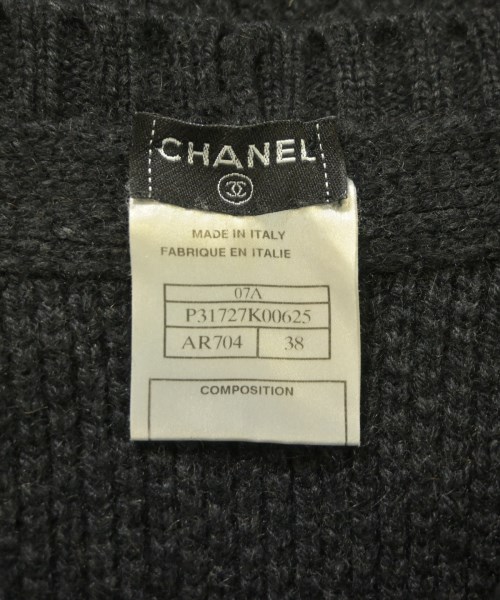 CHANEL
MADE IN ITALY
FABRIQUE EN ITALIE
07A
P31727K00625
AR704 38
COMPOSITION